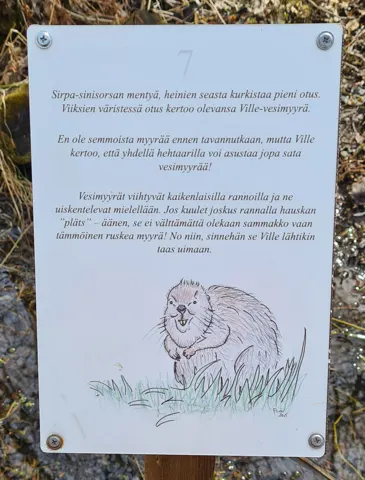 7
Sirpa-sinisorsan mentyä, heinien seasta kurkistaa pieni otus.
Viiksien väristessä otus kertoo olevansa Ville-vesimyyrä.
En ole semmoista myyrää ennen tavannutkaan, mutta Ville
kertoo, että yhdellä hehtaarilla voi asustaa jopa sata
vesimyyrää!
Vesimyyrät viihtyvät kaikenlaisilla rannoilla ja ne
uiskentelevat mielellään. Jos kuulet joskus rannalla hauskan
"pläts" – äänen, se ei välttämättä olekaan sammakko vaan
tämmöinen ruskea myyrä! No niin, sinnehän se Ville lähtikin
taas uimaan.